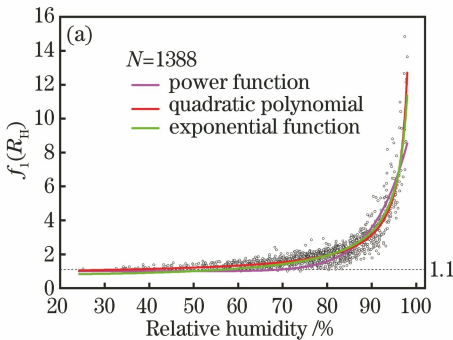 16
(a)
14
N=1388
12
power function
10
quadratic polynomial
8
exponential function
6
4
2
1.1
0
20 30 40 50 60 70 80 90 100
Relative humidity /%
f1(RH)